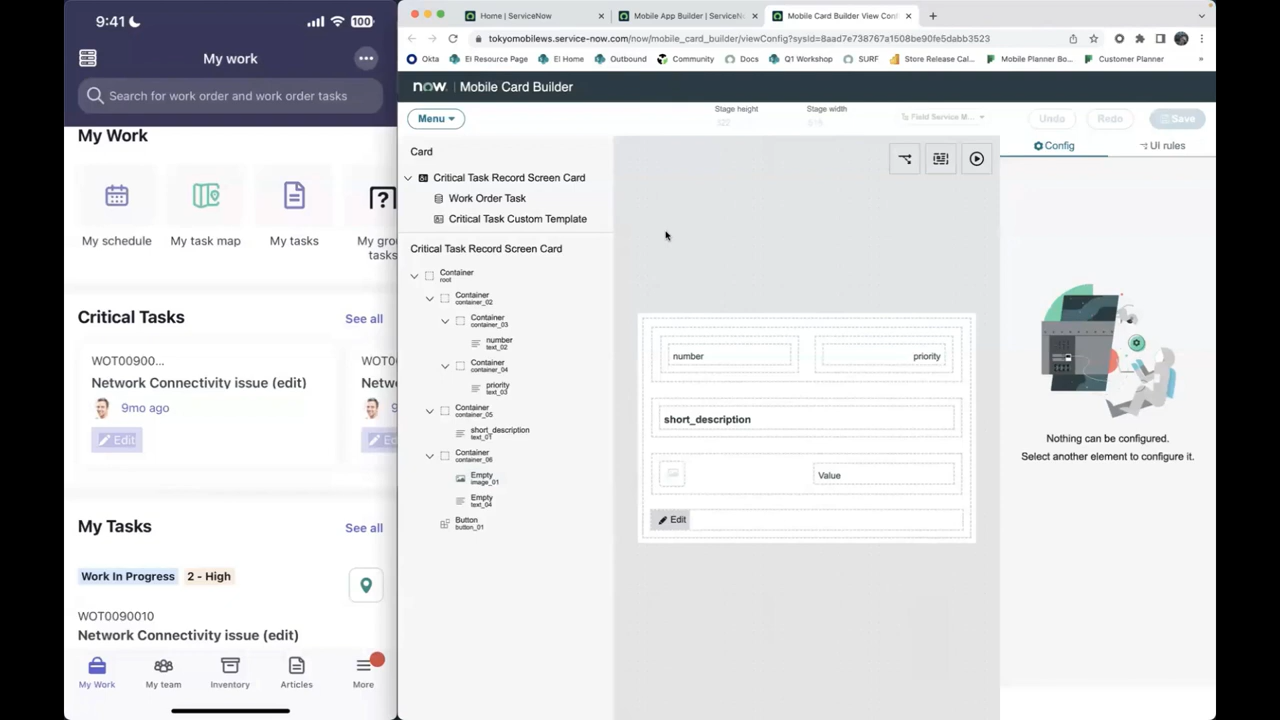 9:41
100
My work
Search for work order and work order tasks
My Work
My schedule
My task map
My tasks
My gro
tasks
Critical Tasks
See all
WOT00900...
WOT0
Network Connectivity issue (edit)
Netwo
9mo ago
9
Edit
Ed
My Tasks
See all
Work In Progress
2 - High
WOT0090010
Network Connectivity issue (edit)
My Work
My team
Inventory
Articles
More
Home | ServiceNow
Mobile App Builder | ServiceN
Mobile Card Builder View Con
tokyomobilews.service-now.com/now/mobile_card_builder/viewConfig?sysId=8aad7e738767a1508be90fe5dabb3523
Okta
EI Resource Page
EI Home
Outbound
Community
Docs
Q1 Workshop
SURF
Store Release Cal...
Mobile Planner Bo...
Customer Planner
»
now.
Mobile Card Builder
Menu
Stage height
Stage width
Field Service M...
Undo
Redo
Save
Card
Critical Task Record Screen Card
Work Order Task
Critical Task Custom Template
Critical Task Record Screen Card
Container
root
Container
container_02
Container
container_03
number
text_02
Container
container_04
priority
text_03
Container
container_05
short_description
text_01
Container
container_06
Empty
image_01
Empty
text_04
Button
button_01
number
priority
short_description
Value
Edit
Config
UI rules
Nothing can be configured.
Select another element to configure it.